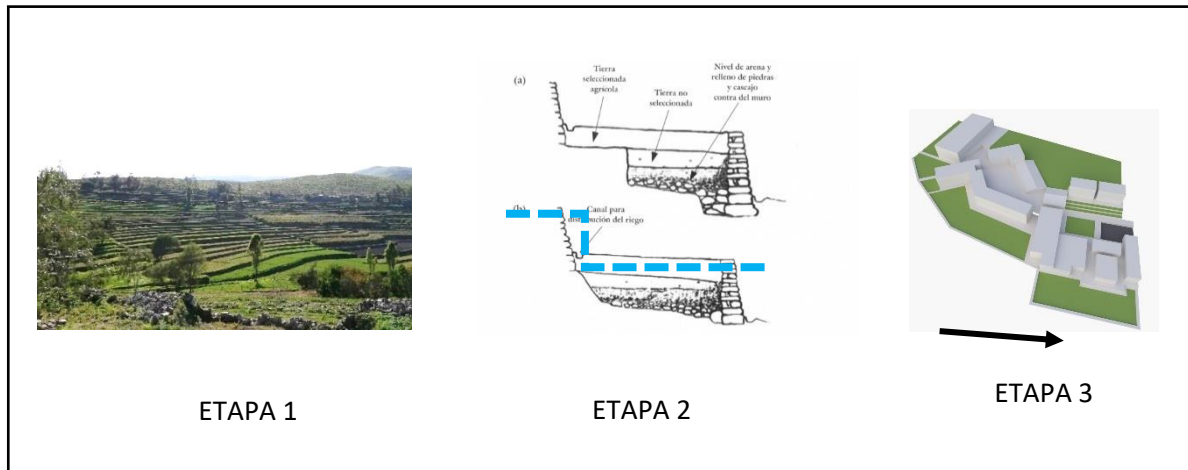 (a)
Tierra
seleccionada
agrícola
Tierra no
seleccionada
Nivel de arena y
relleno de piedras
y cascajo
contra del muro
(b)
Canal para
distribución del riego
ETAPA 1
ETAPA 2
ETAPA 3